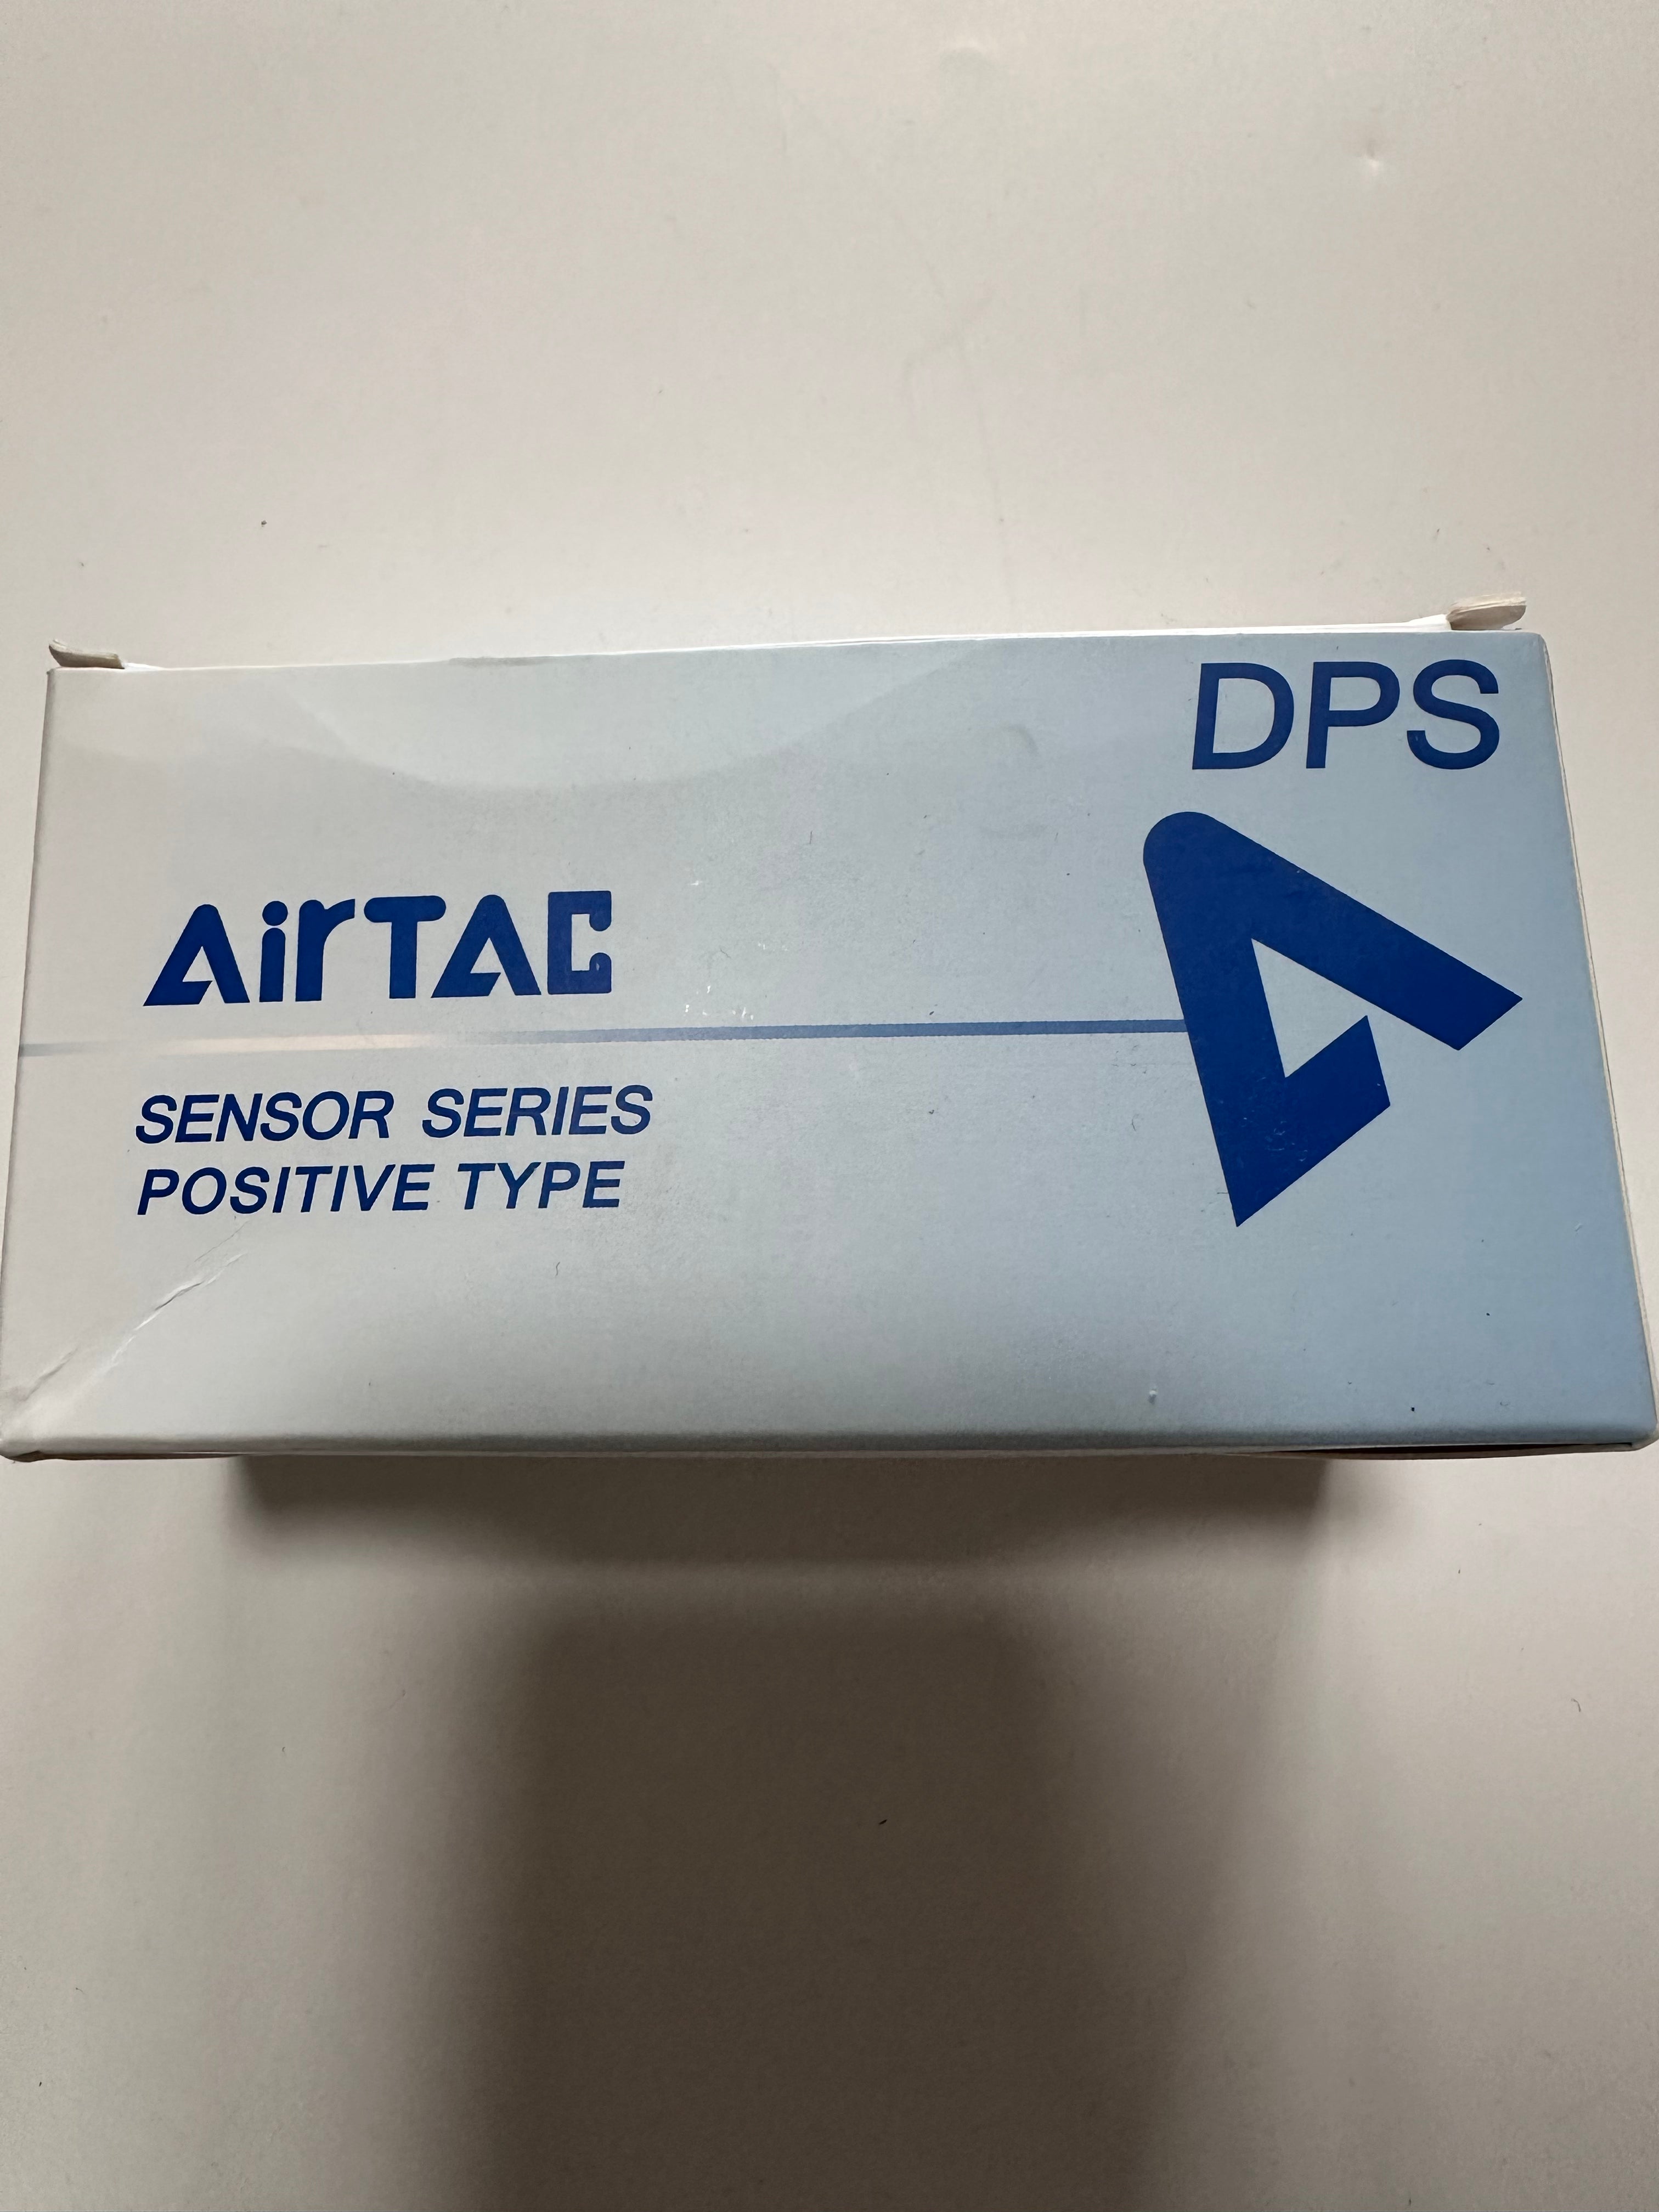 DPS
AirTAC
SENSOR SERIES
POSITIVE TYPE